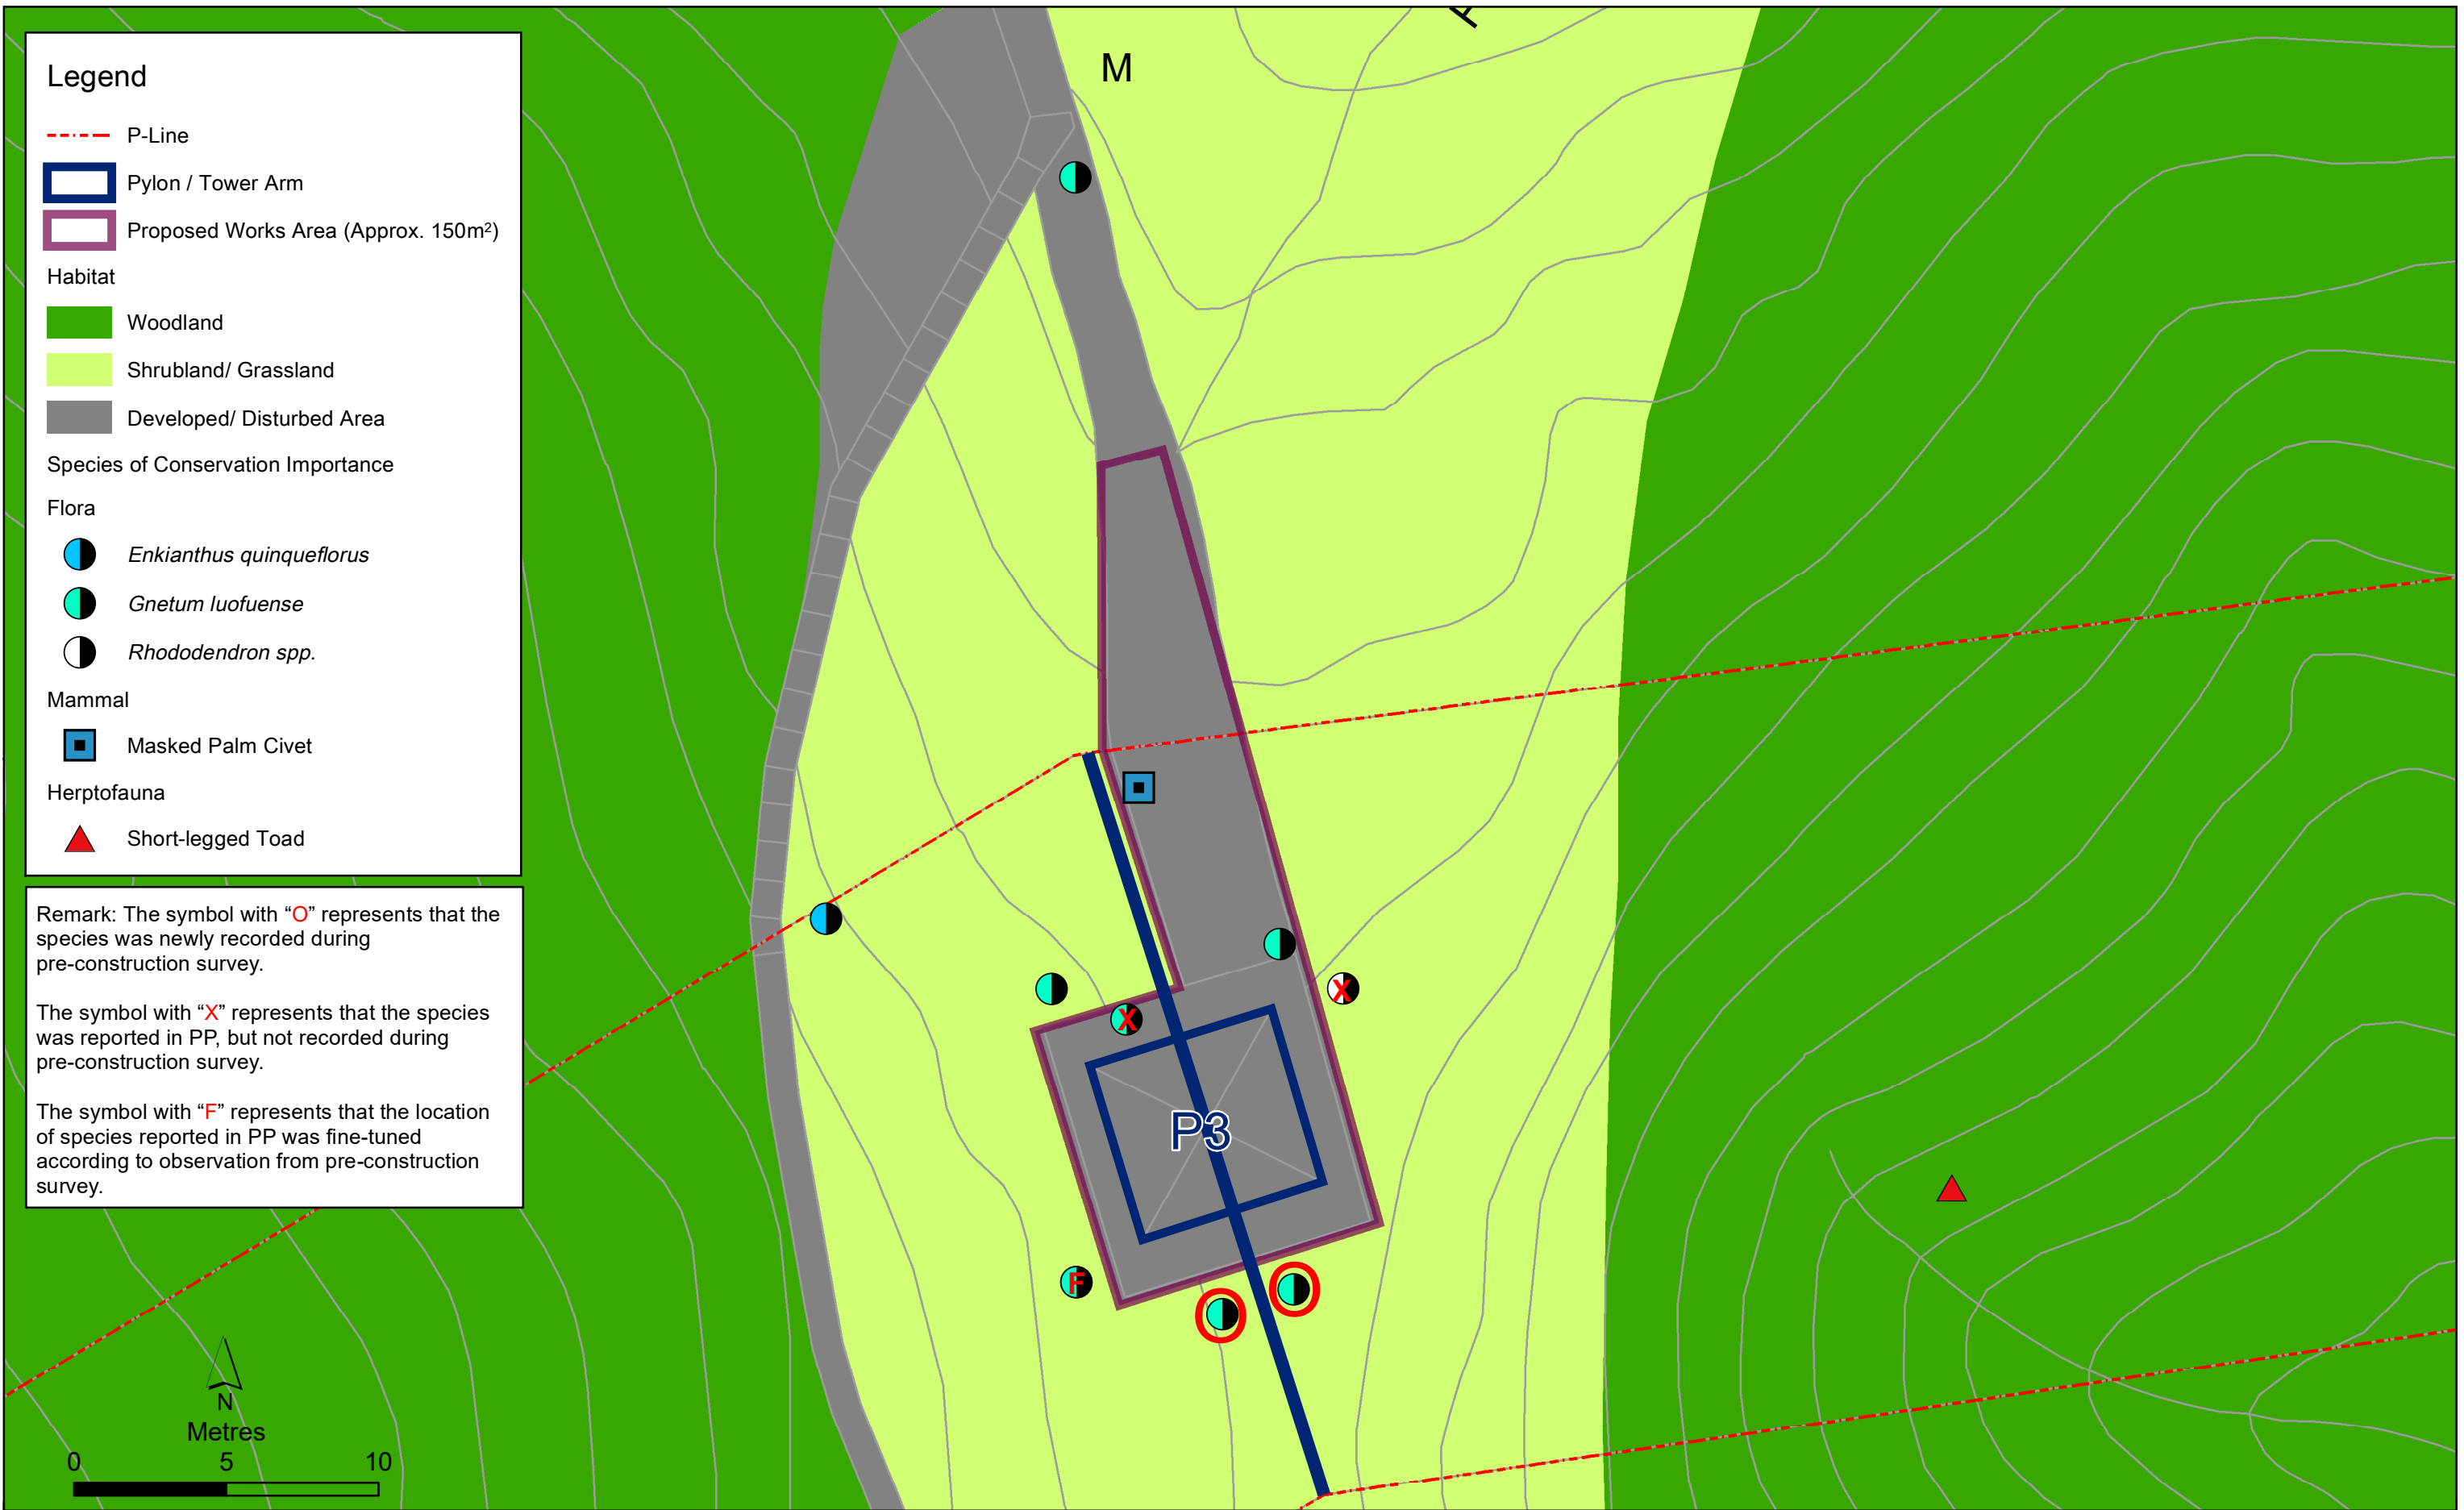 M
Legend
P-Line
Pylon / Tower Arm
Proposed Works Area (Approx. 150m²)
Habitat
Woodland
Shrubland/ Grassland
Developed/ Disturbed Area
Species of Conservation Importance
Flora
Enkianthus quinqueflorus
Gnetum luofuense
Rhododendron spp.
Mammal
Masked Palm Civet
Herptofauna
Short-legged Toad
Remark: The symbol with “O” represents that the
species was newly recorded during
pre-construction survey.
The symbol with “X” represents that the species
was reported in PP, but not recorded during
pre-construction survey.
The symbol with “F” represents that the location
of species reported in PP was fine-tuned
according to observation from pre-construction
survey.
X
X
P3
F
N
Metres
0 5 10